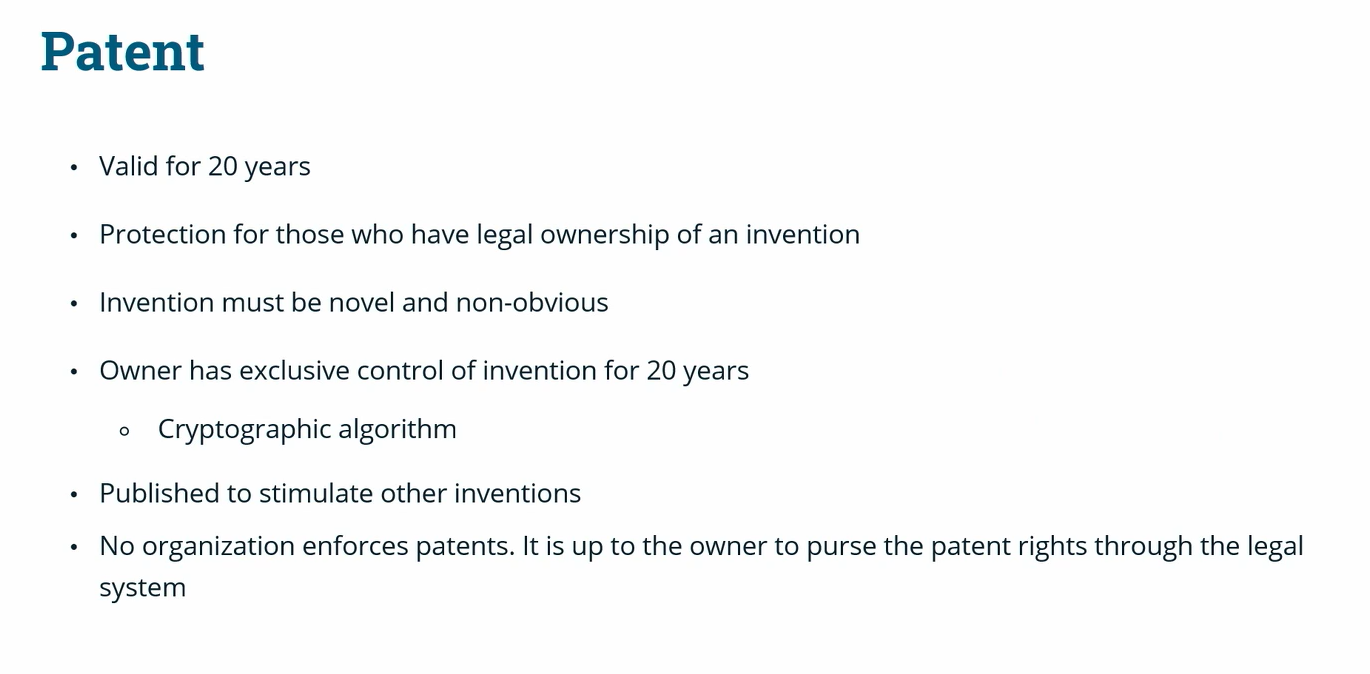 Patent
• Valid for 20 years
• Protection for those who have legal ownership of an invention
• Invention must be novel and non-obvious
• Owner has exclusive control of invention for 20 years
◦ Cryptographic algorithm
• Published to stimulate other inventions
• No organization enforces patents. It is up to the owner to purse the patent rights through the legal
system